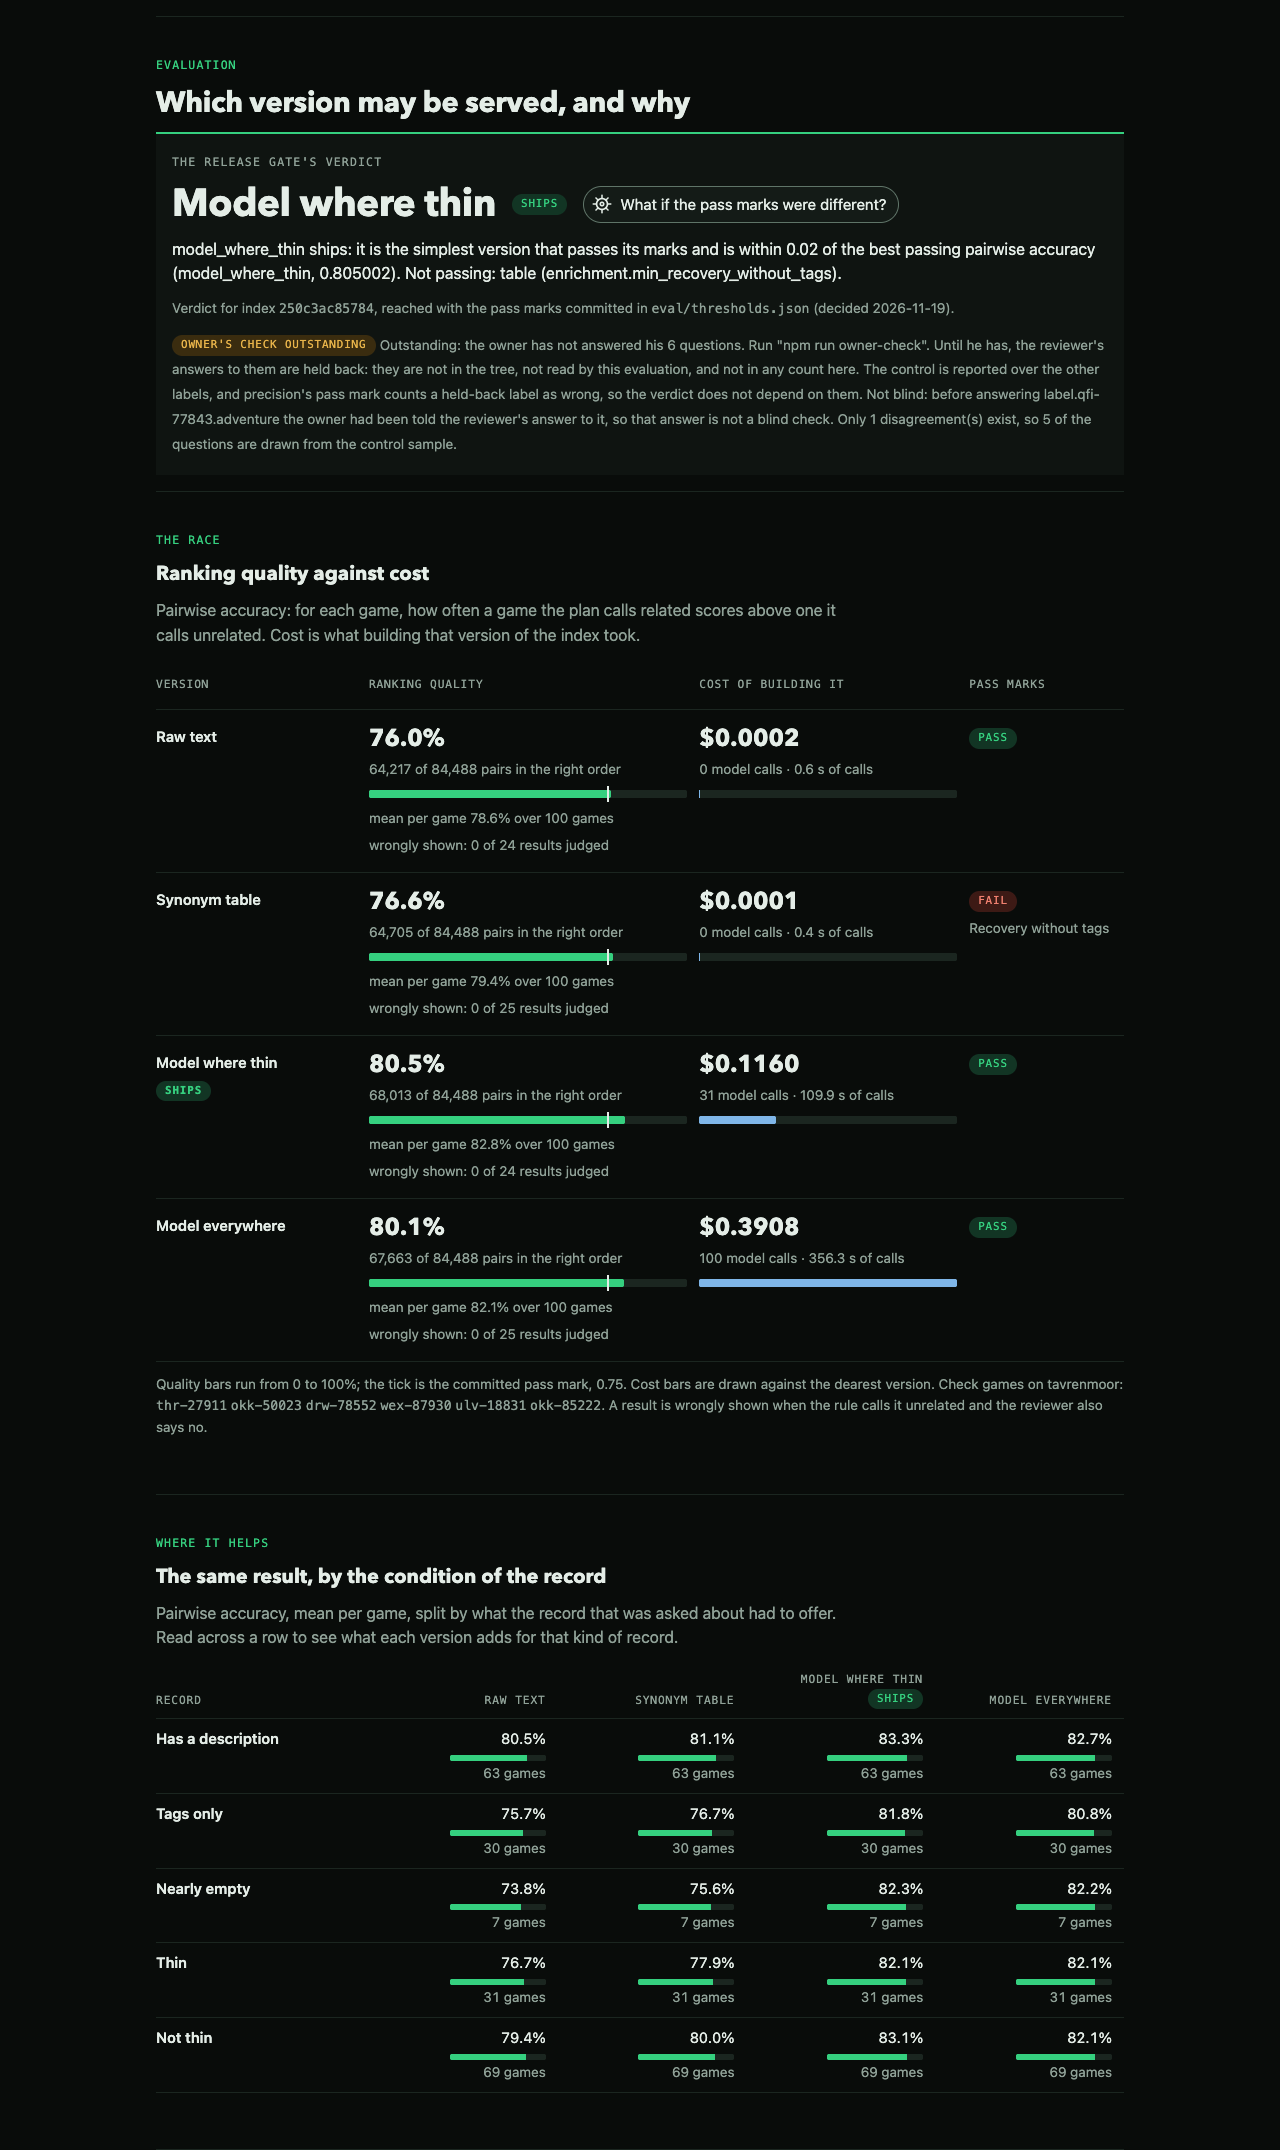 EVALUATION
Which version may be served, and why
THE RELEASE GATE'S VERDICT
Model where thin
SHIPS
What if the pass marks were different?
model_where_thin ships: it is the simplest version that passes its marks and is within 0.02 of the best passing pairwise accuracy
(model_where_thin, 0.805002). Not passing: table (enrichment.min_recovery_without_tags).
Verdict for index 250c3ac85784, reached with the pass marks committed in eval/thresholds.json (decided 2026-11-19).
OWNER'S CHECK OUTSTANDING Outstanding: the owner has not answered his 6 questions. Run "npm run owner-check". Until he has, the reviewer's
answers to them are held back: they are not in the tree, not read by this evaluation, and not in any count here. The control is reported over the other
labels, and precision's pass mark counts a held-back label as wrong, so the verdict does not depend on them. Not blind: before answering label.qfi-
77843.adventure the owner had been told the reviewer's answer to it, so that answer is not a blind check. Only 1 disagreement(s) exist, so 5 of the
questions are drawn from the control sample.
THE RACE
Ranking quality against cost
Pairwise accuracy: for each game, how often a game the plan calls related scores above one it
calls unrelated. Cost is what building that version of the index took.
VERSION RANKING QUALITY COST OF BUILDING IT PASS MARKS
Raw text 76.0% $0.0002 PASS
64,217 of 84,488 pairs in the right order 0 model calls · 0.6 s of calls
mean per game 78.6% over 100 games
wrongly shown: 0 of 24 results judged
Synonym table 76.6% $0.0001 FAIL
64,705 of 84,488 pairs in the right order 0 model calls · 0.4 s of calls Recovery without tags
mean per game 79.4% over 100 games
wrongly shown: 0 of 25 results judged
Model where thin 80.5% $0.1160 PASS
SHIPS 68,013 of 84,488 pairs in the right order 31 model calls · 109.9 s of calls
mean per game 82.8% over 100 games
wrongly shown: 0 of 24 results judged
Model everywhere 80.1% $0.3908 PASS
67,663 of 84,488 pairs in the right order 100 model calls · 356.3 s of calls
mean per game 82.1% over 100 games
wrongly shown: 0 of 25 results judged
Quality bars run from 0 to 100%; the tick is the committed pass mark, 0.75. Cost bars are drawn against the dearest version. Check games on tavrenmoor:
thr-27911 okk-50023 drw-78552 wex-87930 ulv-18831 okk-85222. A result is wrongly shown when the rule calls it unrelated and the reviewer also
says no.
WHERE IT HELPS
The same result, by the condition of the record
Pairwise accuracy, mean per game, split by what the record that was asked about had to offer.
Read across a row to see what each version adds for that kind of record.
RECORD RAW TEXT SYNONYM TABLE MODEL WHERE THIN SHIPS MODEL EVERYWHERE
Has a description 80.5% 81.1% 83.3% 82.7%
63 games 63 games 63 games 63 games
Tags only 75.7% 76.7% 81.8% 80.8%
30 games 30 games 30 games 30 games
Nearly empty 73.8% 75.6% 82.3% 82.2%
7 games 7 games 7 games 7 games
Thin 76.7% 77.9% 82.1% 82.1%
31 games 31 games 31 games 31 games
Not thin 79.4% 80.0% 83.1% 82.1%
69 games 69 games 69 games 69 games